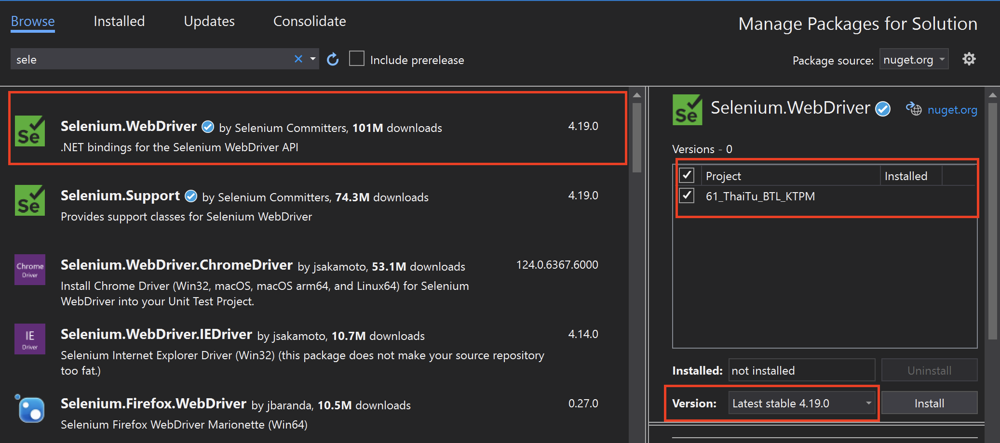 Browse Installed Updates Consolidate
Manage Packages for Solution
sele
Include prerelease
Package source: nuget.org
Se
Selenium.WebDriver by Selenium Committers, 101M downloads 4.19.0
.NET bindings for the Selenium WebDriver API
Se
Selenium.Support by Selenium Committers, 74.3M downloads 4.19.0
Provides support classes for Selenium WebDriver
Chrome
Driver
Selenium.WebDriver.ChromeDriver by jsakamoto, 53.1M downloads 124.0.6367.6000
Install Chrome Driver (Win32, macOS, macOS arm64, and Linux64) for Selenium
WebDriver into your Unit Test Project.
IE
Driver
Selenium.WebDriver.IEDriver by jsakamoto, 10.7M downloads 4.14.0
Selenium Internet Explorer Driver (Win32) (this package does not make your source repository
too fat.)
Selenium.Firefox.WebDriver by jbaranda, 10.5M downloads 0.27.0
Selenium Firefox WebDriver Marionette (Win64)
Se
Selenium.WebDriver nuget.org
Versions - 0
Project Installed
61_ThaiTu_BTL_KTPM
Installed: not installed Uninstall
Version: Latest stable 4.19.0 Install